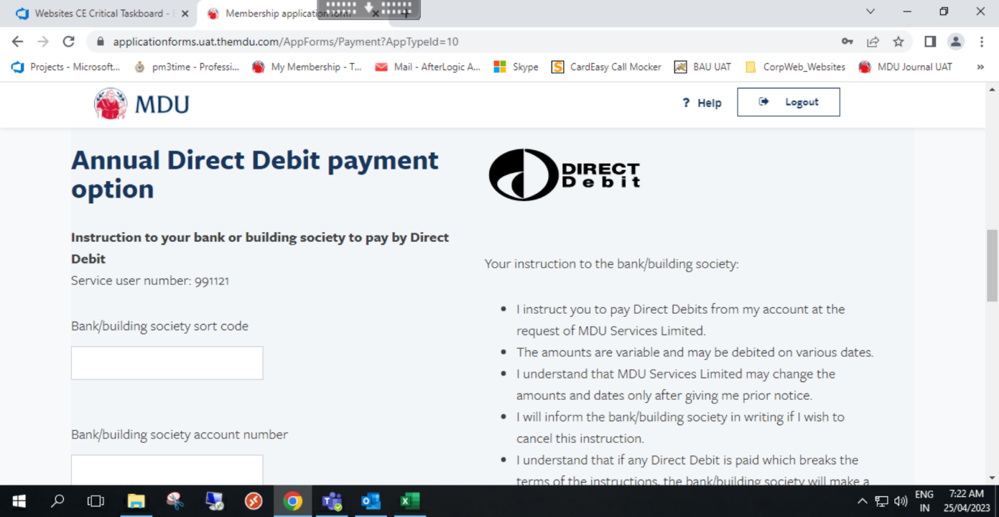 Websites CE Critical Taskboard -
Membership application form
applicationforms.uat.themdu.com/AppForms/Payment?AppTypeId=10
Projects - Microsoft...
pm3time - Professi...
My Membership - T...
Mail - AfterLogic A...
Skype
CardEasy Call Mocker
BAU UAT
CorpWeb_Websites
MDU Journal UAT
»
MDU
? Help
Logout
Annual Direct Debit payment
option
Instruction to your bank or building society to pay by Direct
Debit
Service user number: 991121
Bank/building society sort code
Bank/building society account number
DIRECT
Debit
Your instruction to the bank/building society:
• I instruct you to pay Direct Debits from my account at the
request of MDU Services Limited.
• The amounts are variable and may be debited on various dates.
• I understand that MDU Services Limited may change the
amounts and dates only after giving me prior notice.
• I will inform the bank/building society in writing if I wish to
cancel this instruction.
• I understand that if any Direct Debit is paid which breaks the
terms of the instructions, the bank/building society will make a
ENG
IN
7:22 AM
25/04/2023